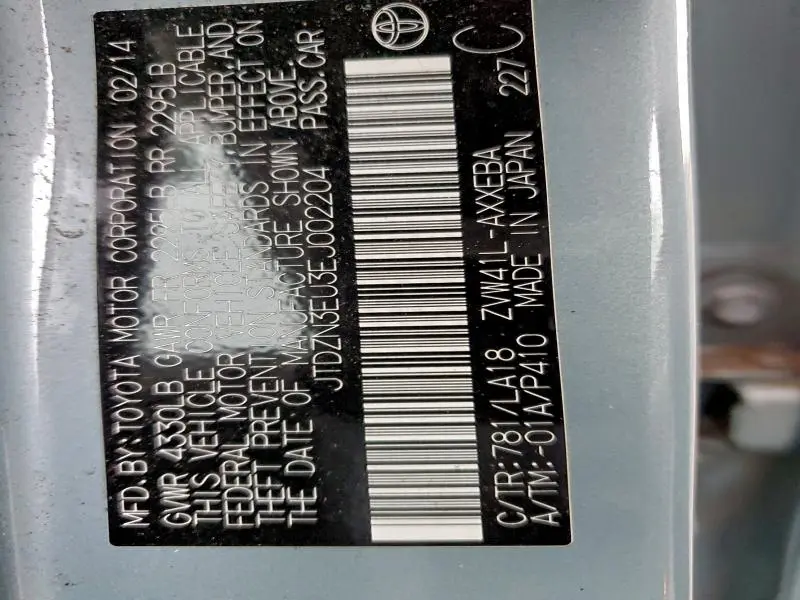 MFD.BY:TOYOTA MOTOR CORPORATION 02/14
GVWR 4330LB GAWR FR 2225LB RR 2295LB
THIS VEHICLE CONFORMS TO ALL APPLICABLE
FEDERAL MOTOR VEHICLE SAFETY, BUMPER, AND
THEFT PREVENTION STANDARDS IN EFFECT ON
THE DATE OF MANUFACTURE SHOWN ABOVE.
JTDZN3EU3EJ002204 PASS.CAR
C/TR:781/LA18 ZVW41L-AXXEBA
A/TM:-01A/P410 MADE IN JAPAN 227 C